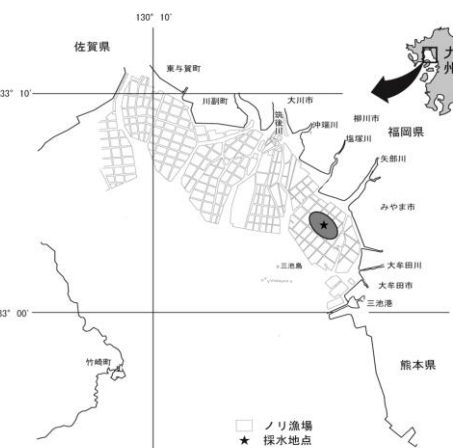 130° 10'
佐賀県
九
州
東与賀町
33° 10'
川副町
大川市
筑後川
沖端川
柳川市
福岡県
塩塚川
矢部川
みやま市
三池島
大牟田川
大牟田市
33° 00'
三池港
竹崎町
熊本県
ノリ漁場
★ 採水地点